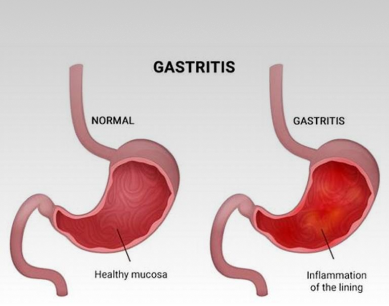 GASTRITIS
NORMAL
GASTRITIS
Healthy mucosa
Inflammation
of the lining